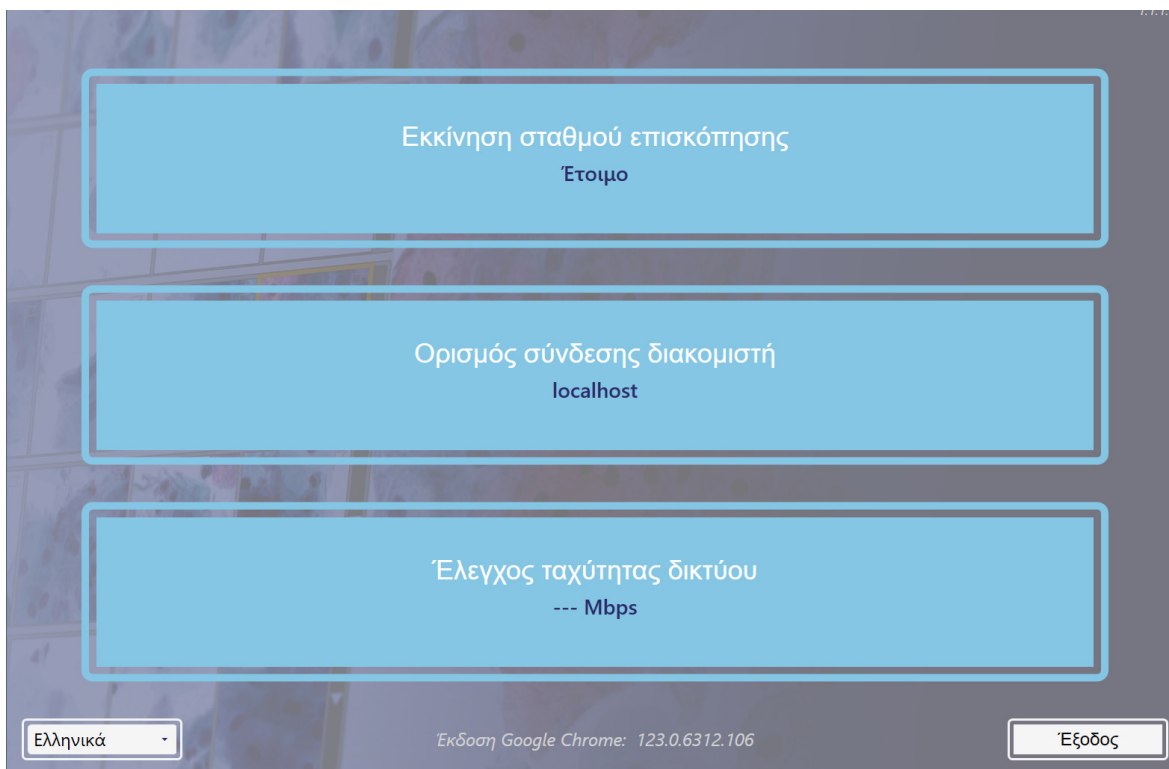 Εκκίνηση σταθμού επισκόπησης
Έτοιμο
Ορισμός σύνδεσης διακομιστή
localhost
Έλεγχος ταχύτητας δικτύου
--- Mbps
Ελληνικά
Έκδοση Google Chrome: 123.0.6312.106
Έξοδος